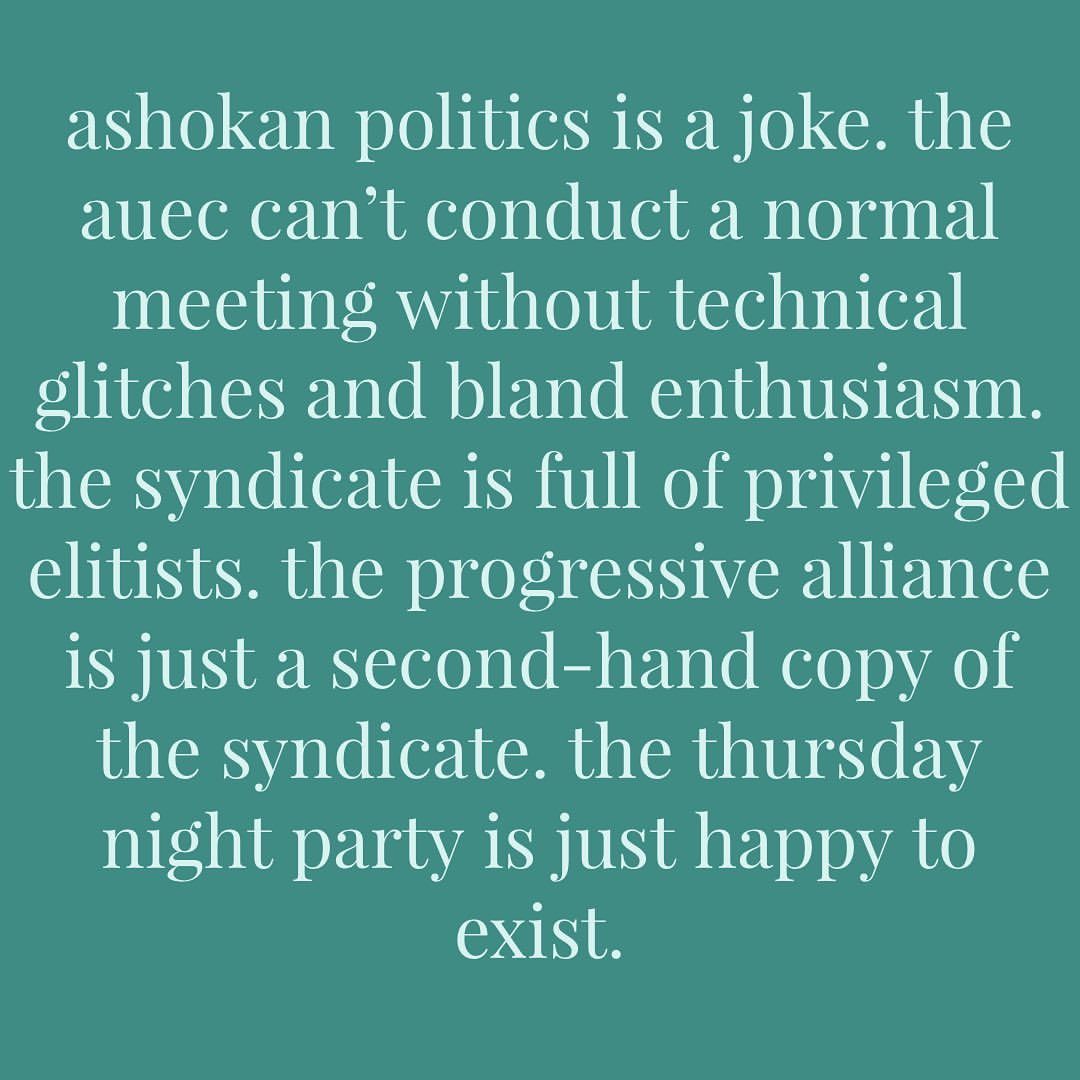 ashokan politics is a joke. the
auec can’t conduct a normal
meeting without technical
glitches and bland enthusiasm.
the syndicate is full of privileged
elitists. the progressive alliance
is just a second-hand copy of
the syndicate. the thursday
night party is just happy to
exist.